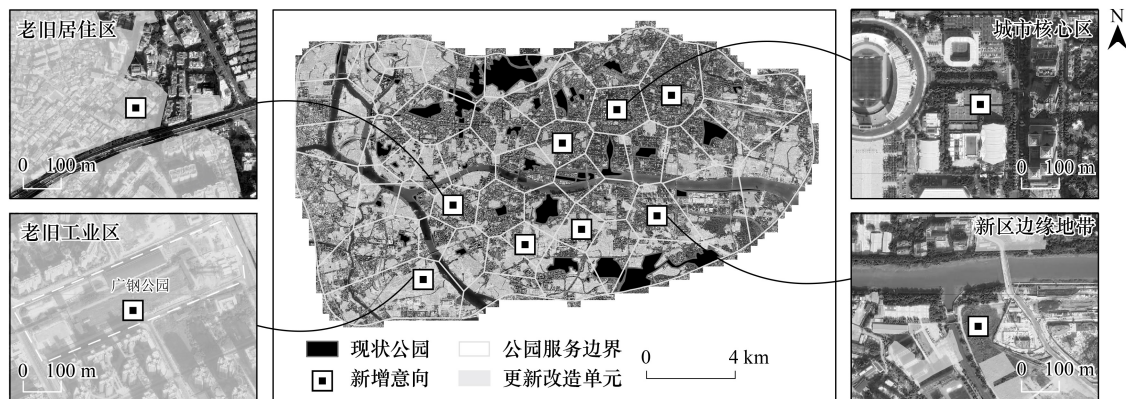 老旧居住区
0 100 m
老旧工业区
广钢公园
0 100 m
现状公园
公园服务边界
新增意向
更新改造单元
0 4 km
城市核心区
0 100 m
新区边缘地带
0 100 m
N